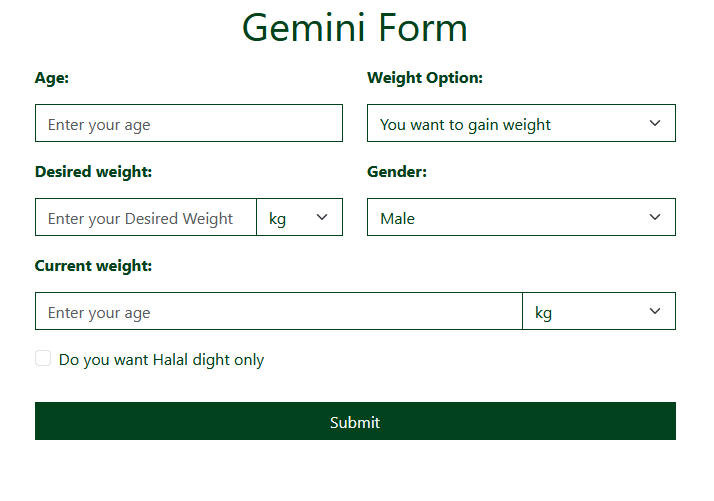 Gemini Form
Age:
Enter your age
Weight Option:
You want to gain weight
Desired weight:
Enter your Desired Weight
kg
Gender:
Male
Current weight:
Enter your age
kg
Do you want Halal dight only
Submit